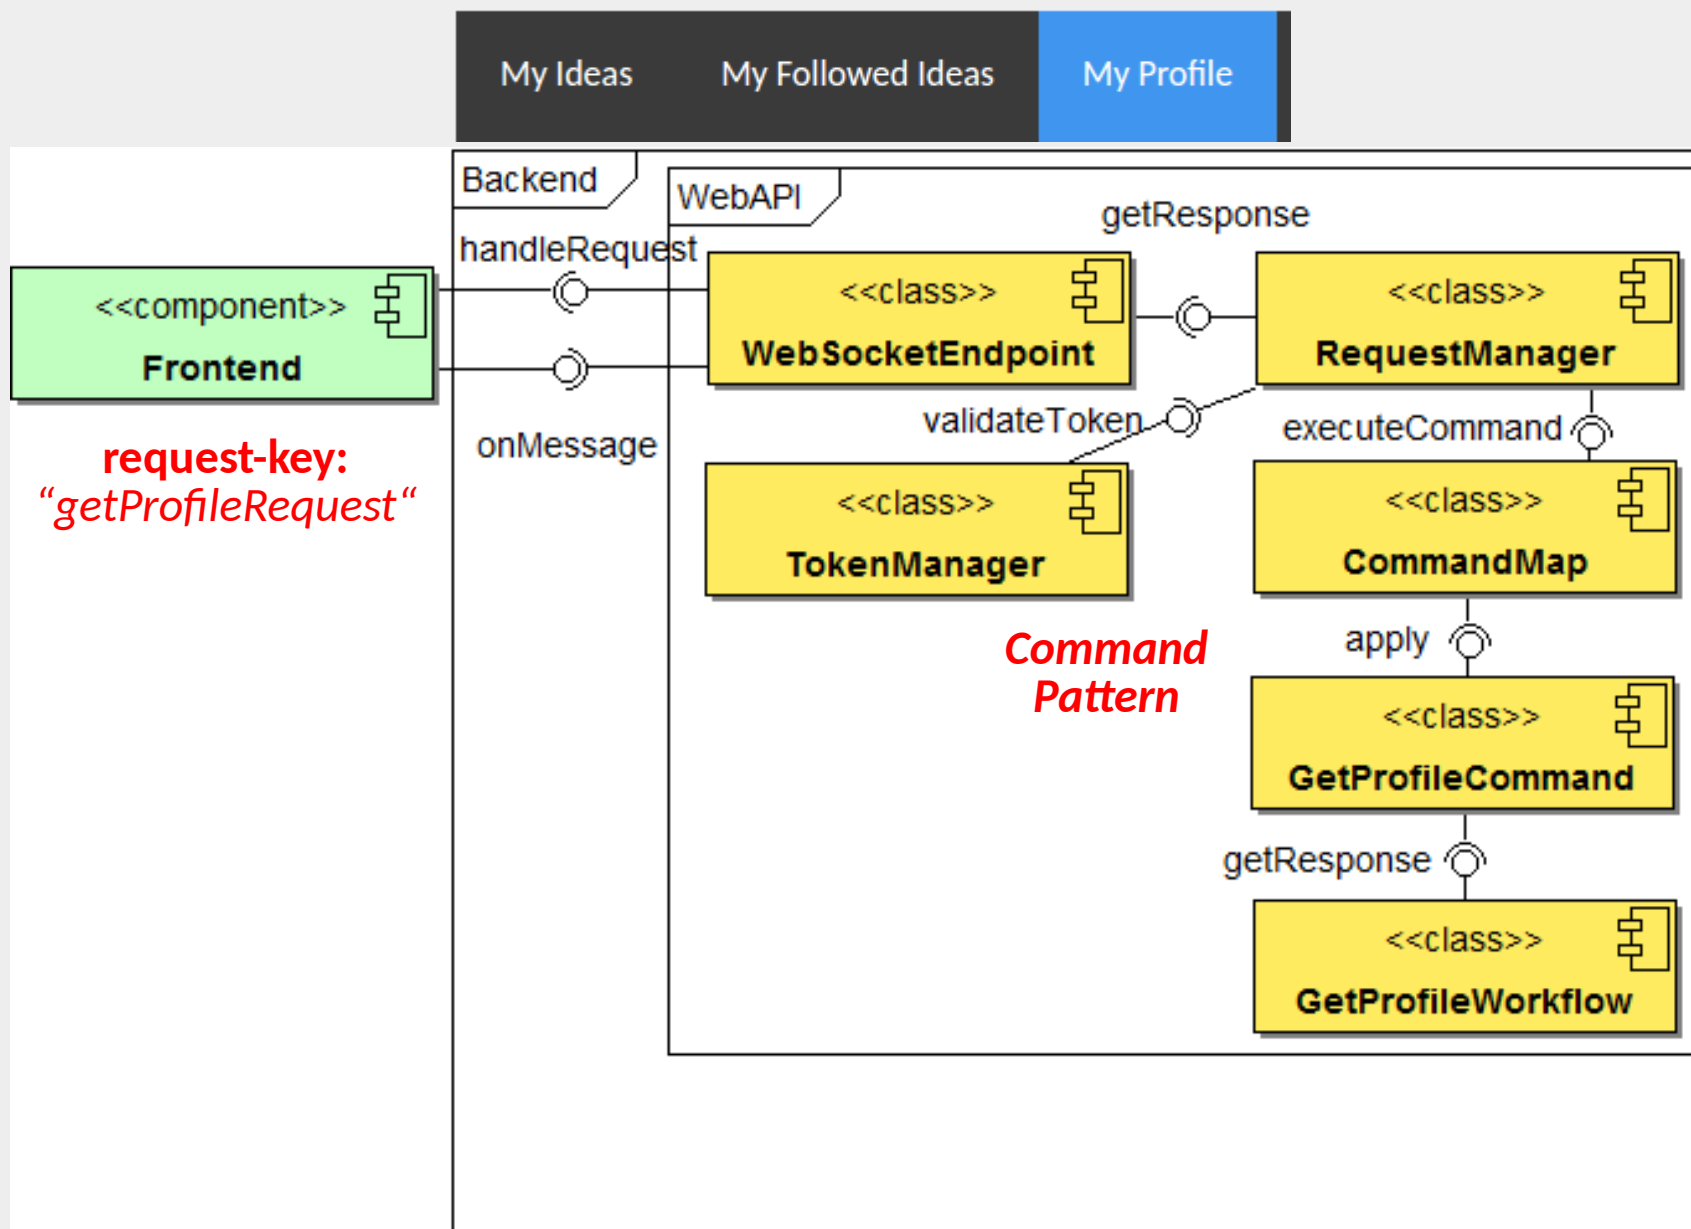 My Ideas
My Followed Ideas
My Profile
Backend
WebAPI
getResponse
handleRequest
<<component>>
Frontend
<<class>>
WebSocketEndpoint
<<class>>
RequestManager
onMessage
validateToken
executeCommand
request-key:
“getProfileRequest“
<<class>>
TokenManager
<<class>>
CommandMap
Command
Pattern
apply
<<class>>
GetProfileCommand
getResponse
<<class>>
GetProfileWorkflow